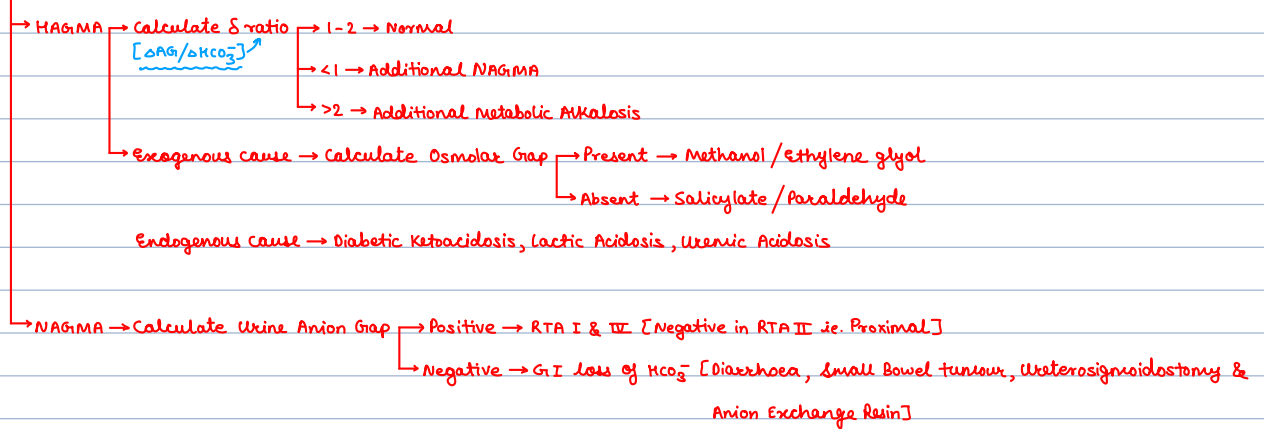 → HAGMA → Calculate δ ratio → 1-2 → Normal
[ΔAG/ΔHCO₃⁻]
→ <1 → Additional NAGMA
→ >2 → Additional Metabolic Alkalosis
→ Exogenous cause → Calculate Osmolar Gap → Present → Methanol / Ethylene glyol
→ Absent → Salicylate / Paraldehyde
Endogenous cause → Diabetic Ketoacidosis, Lactic Acidosis, Uremic Acidosis
→ NAGMA → Calculate Urine Anion Gap → Positive → RTA I & IV [Negative in RTA II ie. Proximal]
→ Negative → GI loss of HCO₃⁻ [Diarrhoea, Small Bowel tumour, Ureterosigmoidostomy &
Anion Exchange Resin]